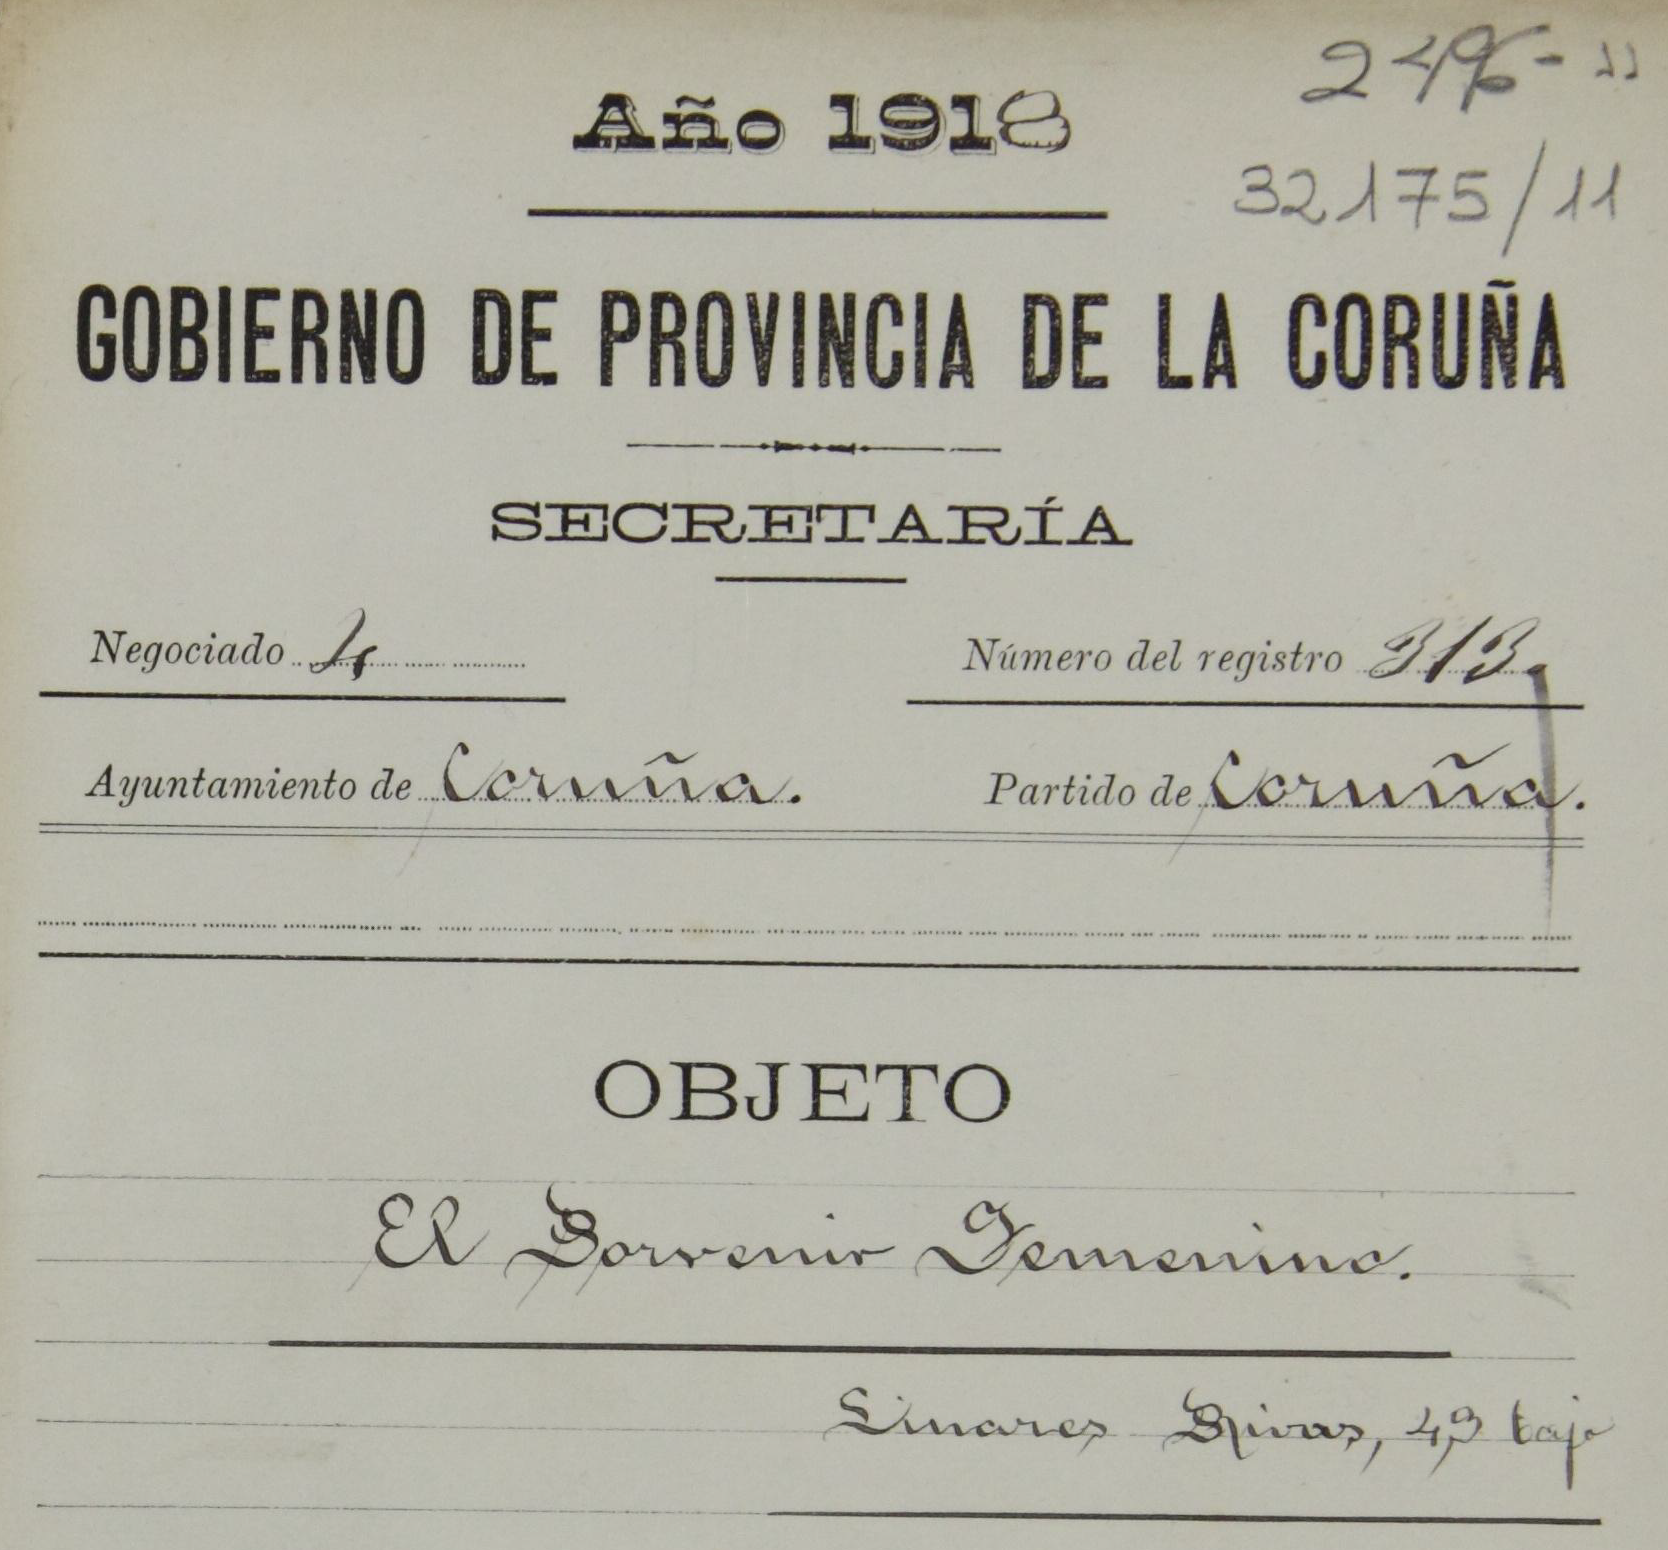 Año 1918
32175/11
GOBIERNO DE PROVINCIA DE LA CORUÑA
SECRETARÍA
Negociado 4
Número del registro 313.
Ayuntamiento de Coruña.
Partido de Coruña.
OBJETO
El Porvenir Femenino.
Linares Rivas, 43 bajo